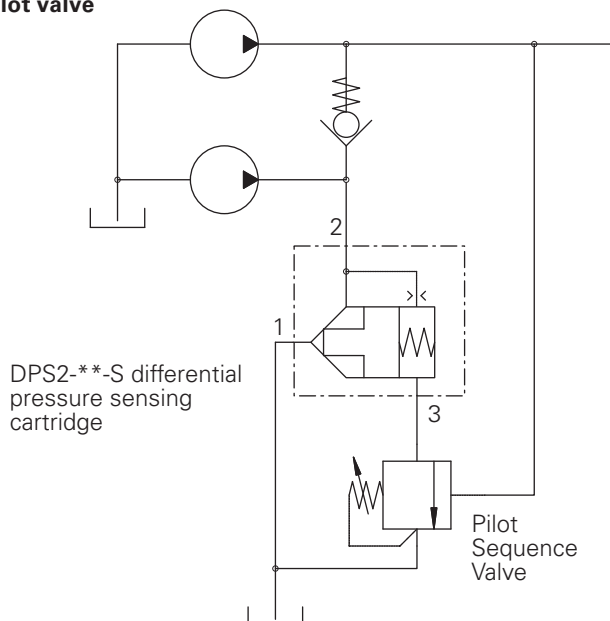 lot valve
2
1
DPS2-**-S differential
pressure sensing
cartridge
3
Pilot
Sequence
Valve